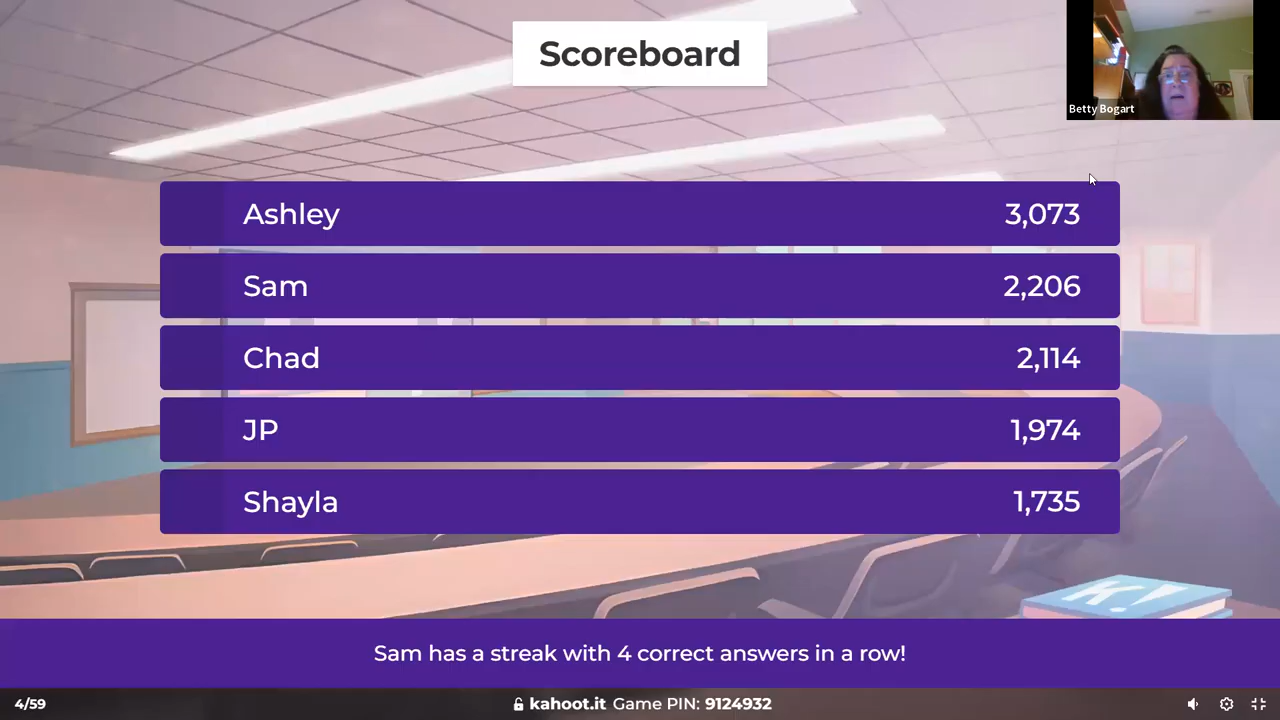 Scoreboard
Betty Bogart
Ashley 3,073
Sam 2,206
Chad 2,114
JP 1,974
Shayla 1,735
K!
Sam has a streak with 4 correct answers in a row!
4/59
kahoot.it Game PIN: 9124932